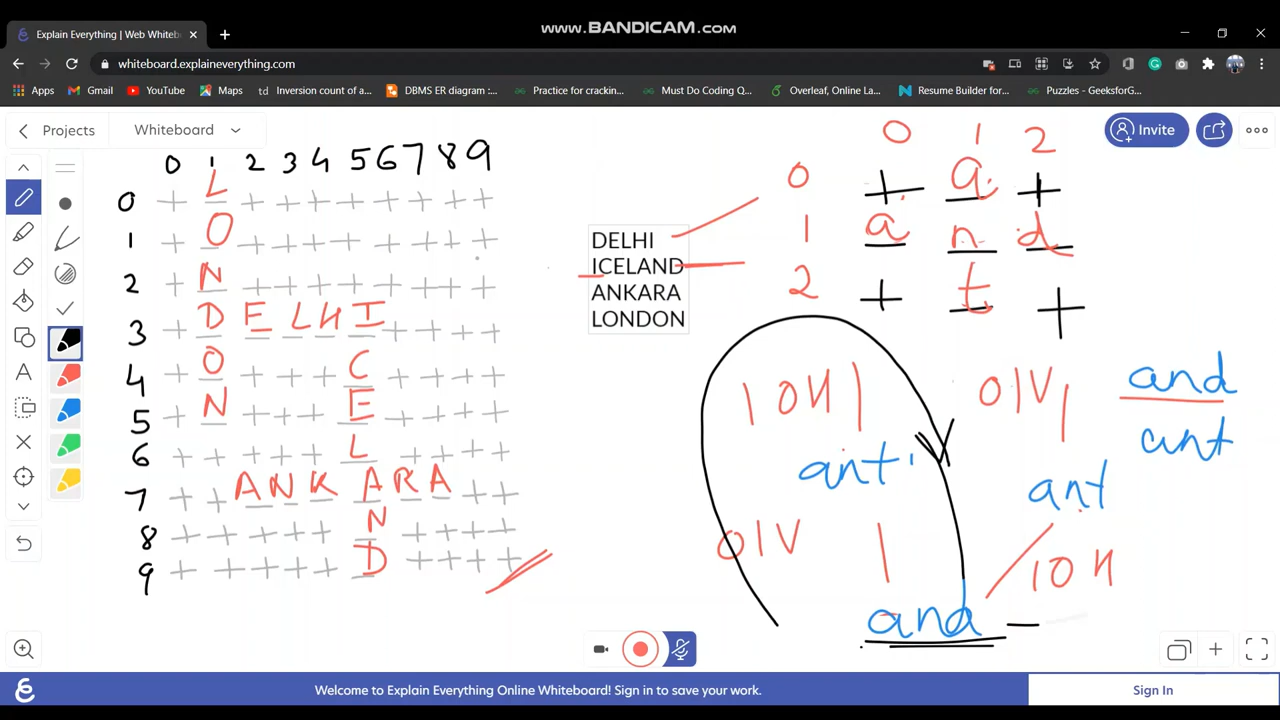 www.BANDICAM.com
Explain Everything | Web Whiteb
whiteboard.explaineverything.com
Apps
Gmail
YouTube
Maps
Inversion count of a...
DBMS ER diagram :...
Practice for crackin...
Must Do Coding Q...
Overleaf, Online La...
Resume Builder for...
Puzzles - GeeksforG...
Projects
Whiteboard
Invite
0 1 2 3 4 5 6 7 8 9
0 + L + + + + + + + +
1 + O + + + + + + + +
2 + N + + + + + + + +
3 + D E L H I + + + +
4 + O + + + C + + + +
5 + N + + + E + + + +
6 + + + + + L + + + +
7 + + A N K A R A + +
8 + + + + + N + + + +
9 + + + + + D + + + +
DELHI
ICELAND
ANKARA
LONDON
0 1 2
0 + a +
1 a n d
2 + t +
10H
ant
01V
and
01V
ant
10H
and
ant
Welcome to Explain Everything Online Whiteboard! Sign in to save your work.
Sign In